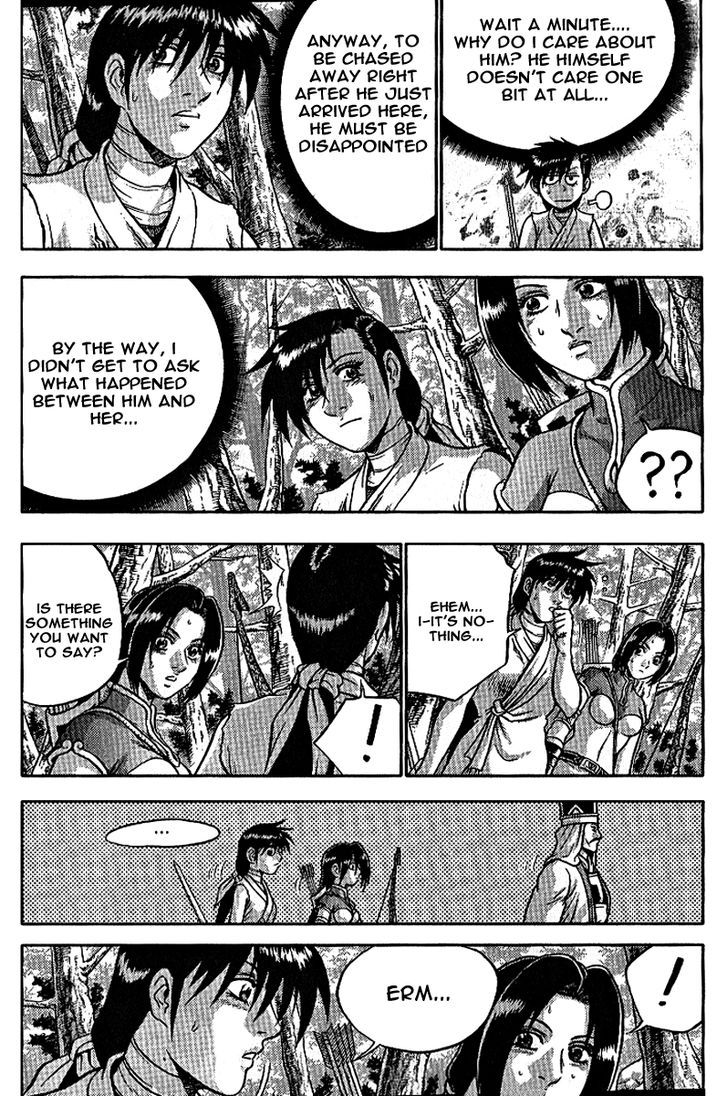 ANYWAY, TO
BE CHASED
AWAY RIGHT
AFTER HE JUST
ARRIVED HERE,
HE MUST BE
DISAPPOINTED
WAIT A MINUTE....
WHY DO I CARE ABOUT
HIM? HE HIMSELF
DOESN'T CARE ONE
BIT AT ALL...
BY THE WAY, I
DIDN'T GET TO ASK
WHAT HAPPENED
BETWEEN HIM AND
HER...
??
IS THERE
SOMETHING
YOU WANT
TO SAY?
!
EHEM...
I-IT'S NO-
THING...
...
ERM...
!